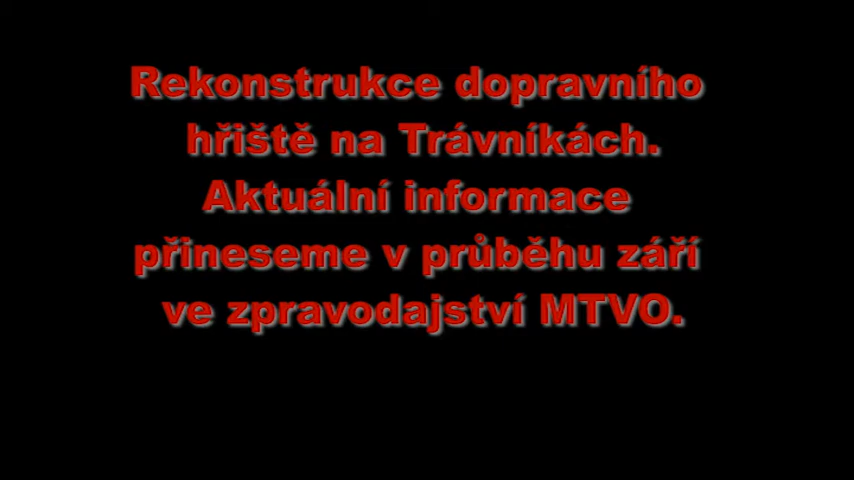 Rekonstrukce dopravního
hřiště na Trávníkách.
Aktuální informace
přineseme v průběhu září
ve zpravodajství MTVO.